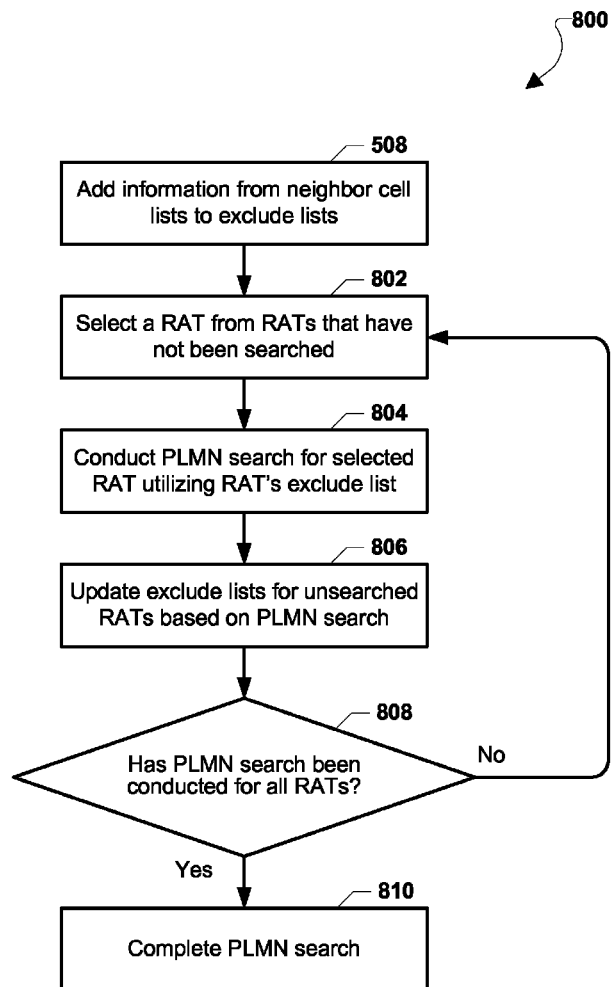 800
508
Add information from neighbor cell
lists to exclude lists
802
Select a RAT from RATs that have
not been searched
804
Conduct PLMN search for selected
RAT utilizing RAT's exclude list
806
Update exclude lists for unsearched
RATs based on PLMN search
808
Has PLMN search been
conducted for all RATs?
No
Yes
810
Complete PLMN search